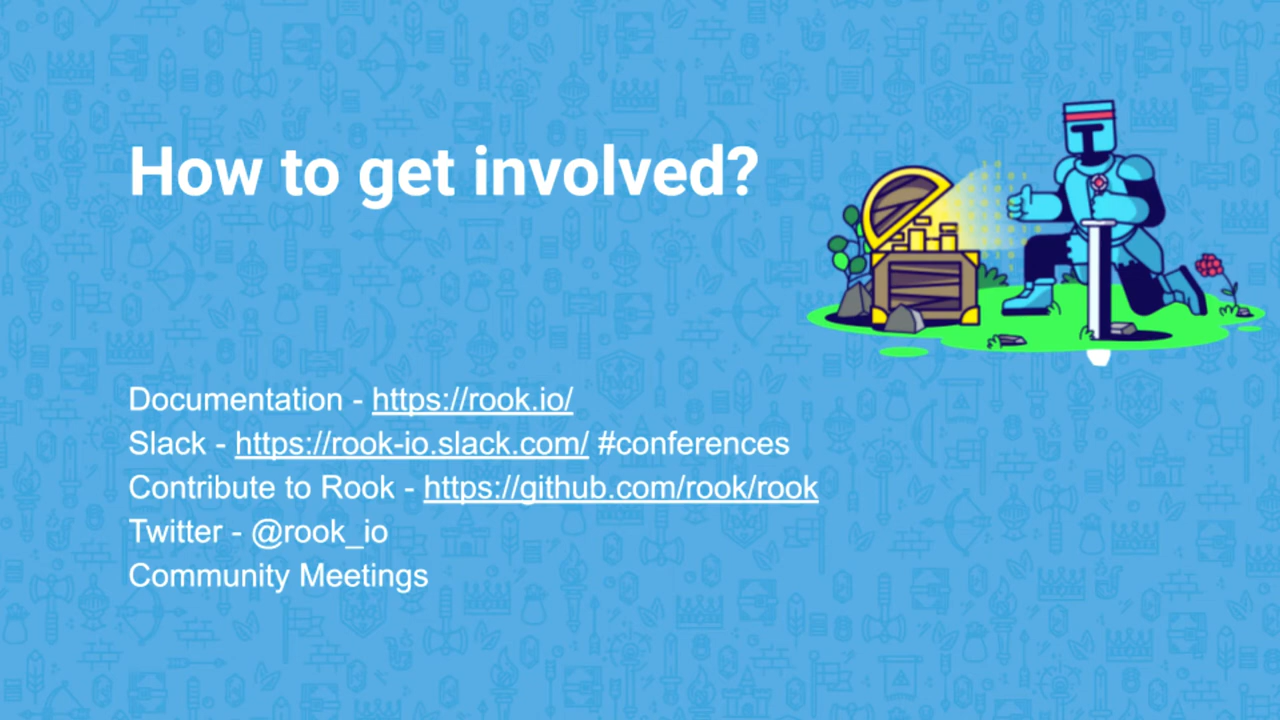 How to get involved?
Documentation - https://rook.io/
Slack - https://rook-io.slack.com/ #conferences
Contribute to Rook - https://github.com/rook/rook
Twitter - @rook_io
Community Meetings